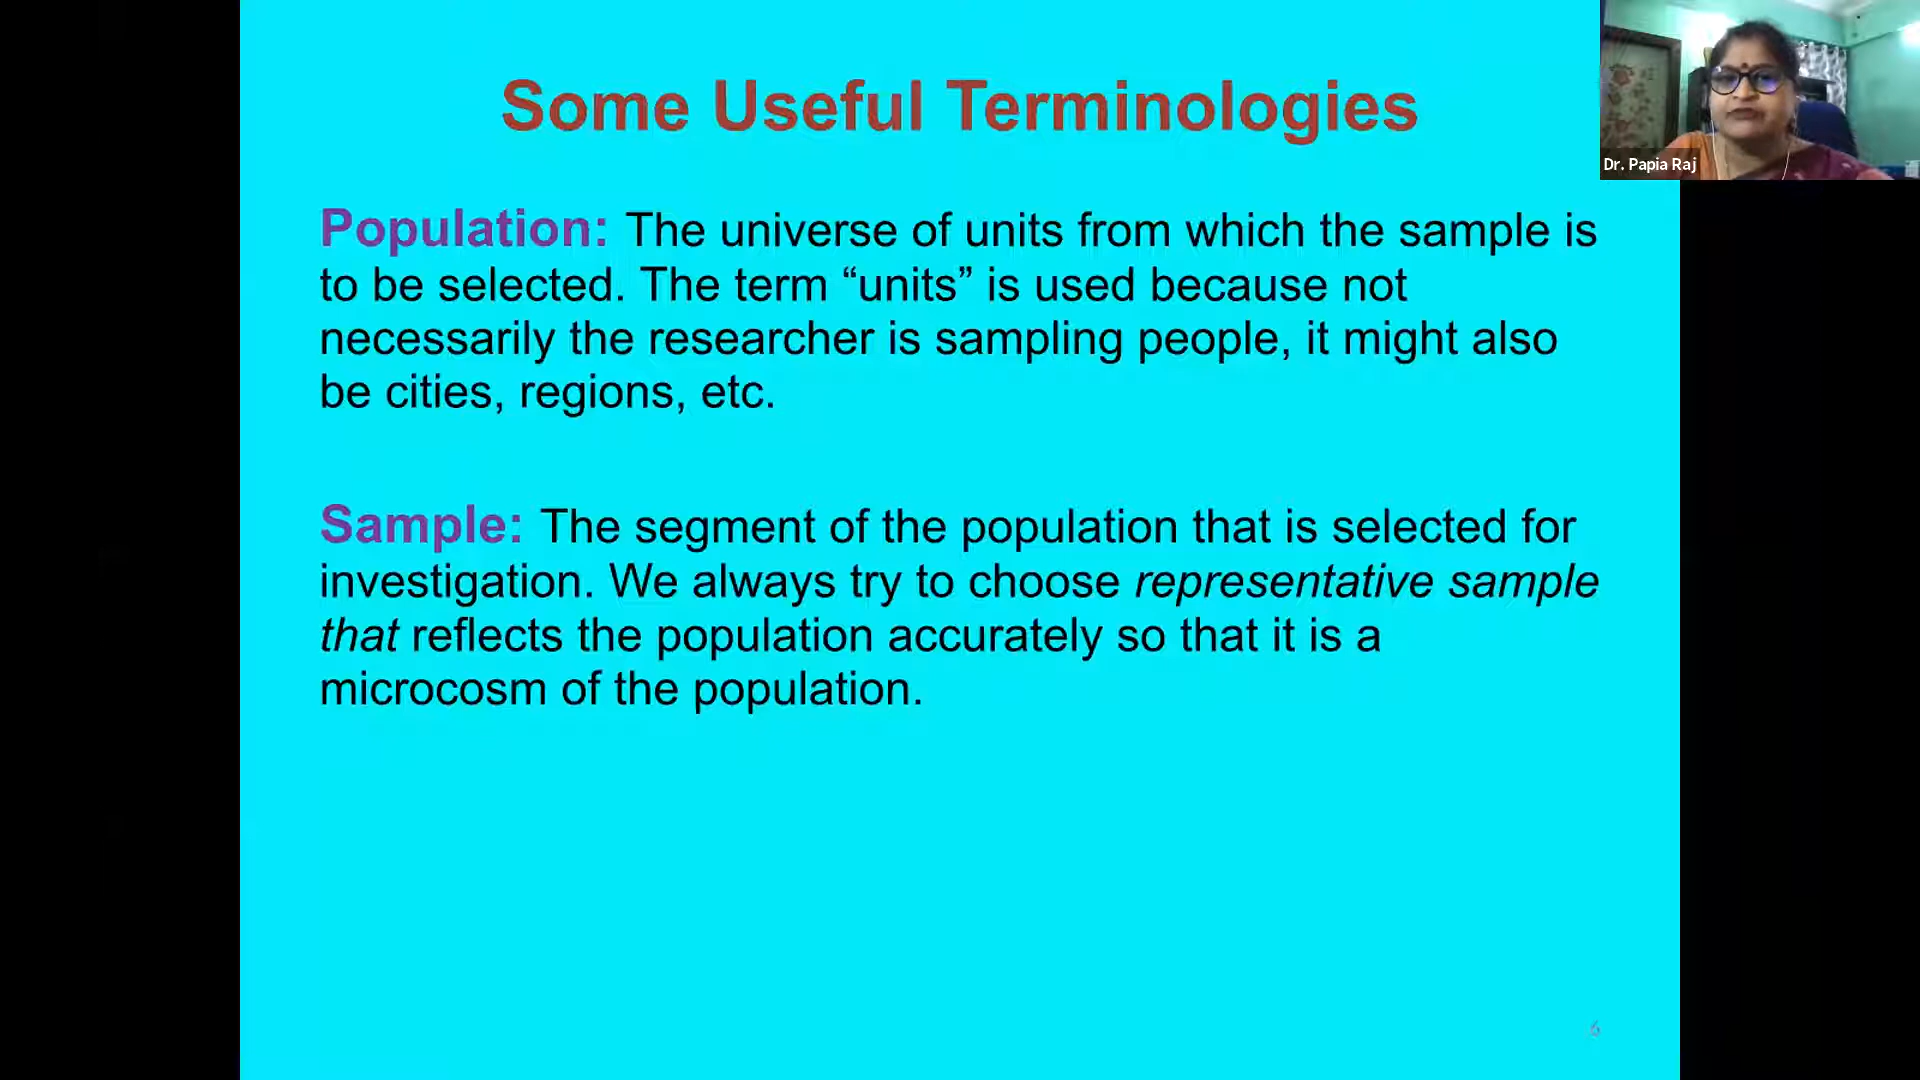 Some Useful Terminologies
Dr. Papia Raj
Population: The universe of units from which the sample is
to be selected. The term “units” is used because not
necessarily the researcher is sampling people, it might also
be cities, regions, etc.
Sample: The segment of the population that is selected for
investigation. We always try to choose representative sample
that reflects the population accurately so that it is a
microcosm of the population.
6